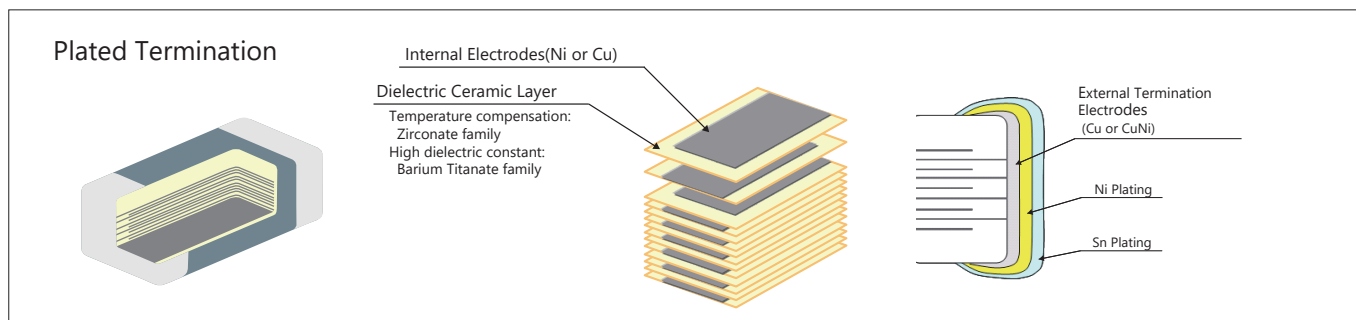 Plated Termination
Internal Electrodes(Ni or Cu)
Dielectric Ceramic Layer
Temperature compensation:
Zirconate family
High dielectric constant:
Barium Titanate family
External Termination
Electrodes
(Cu or CuNi)
Ni Plating
Sn Plating